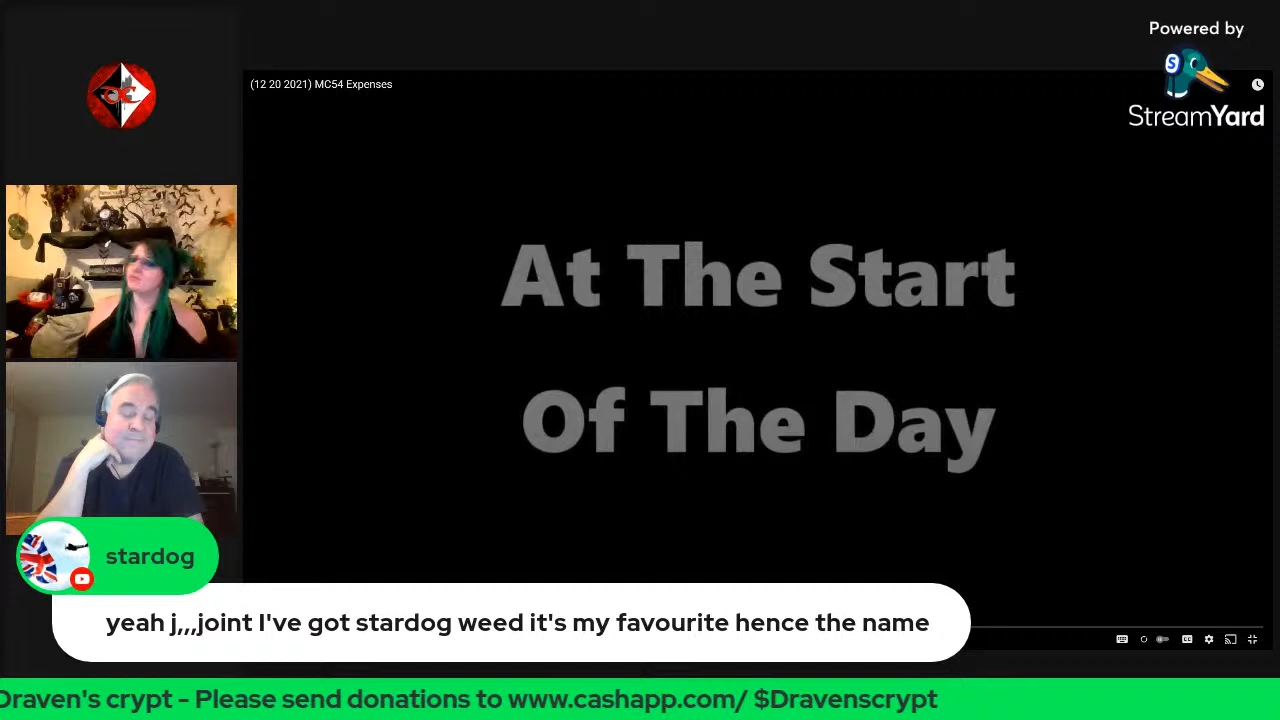 Powered by
StreamYard
(12 20 2021) MC54 Expenses
At The Start
Of The Day
stardog
yeah j,,,joint I've got stardog weed it's my favourite hence the name
Draven's crypt - Please send donations to www.cashapp.com/ $Dravenscrypt